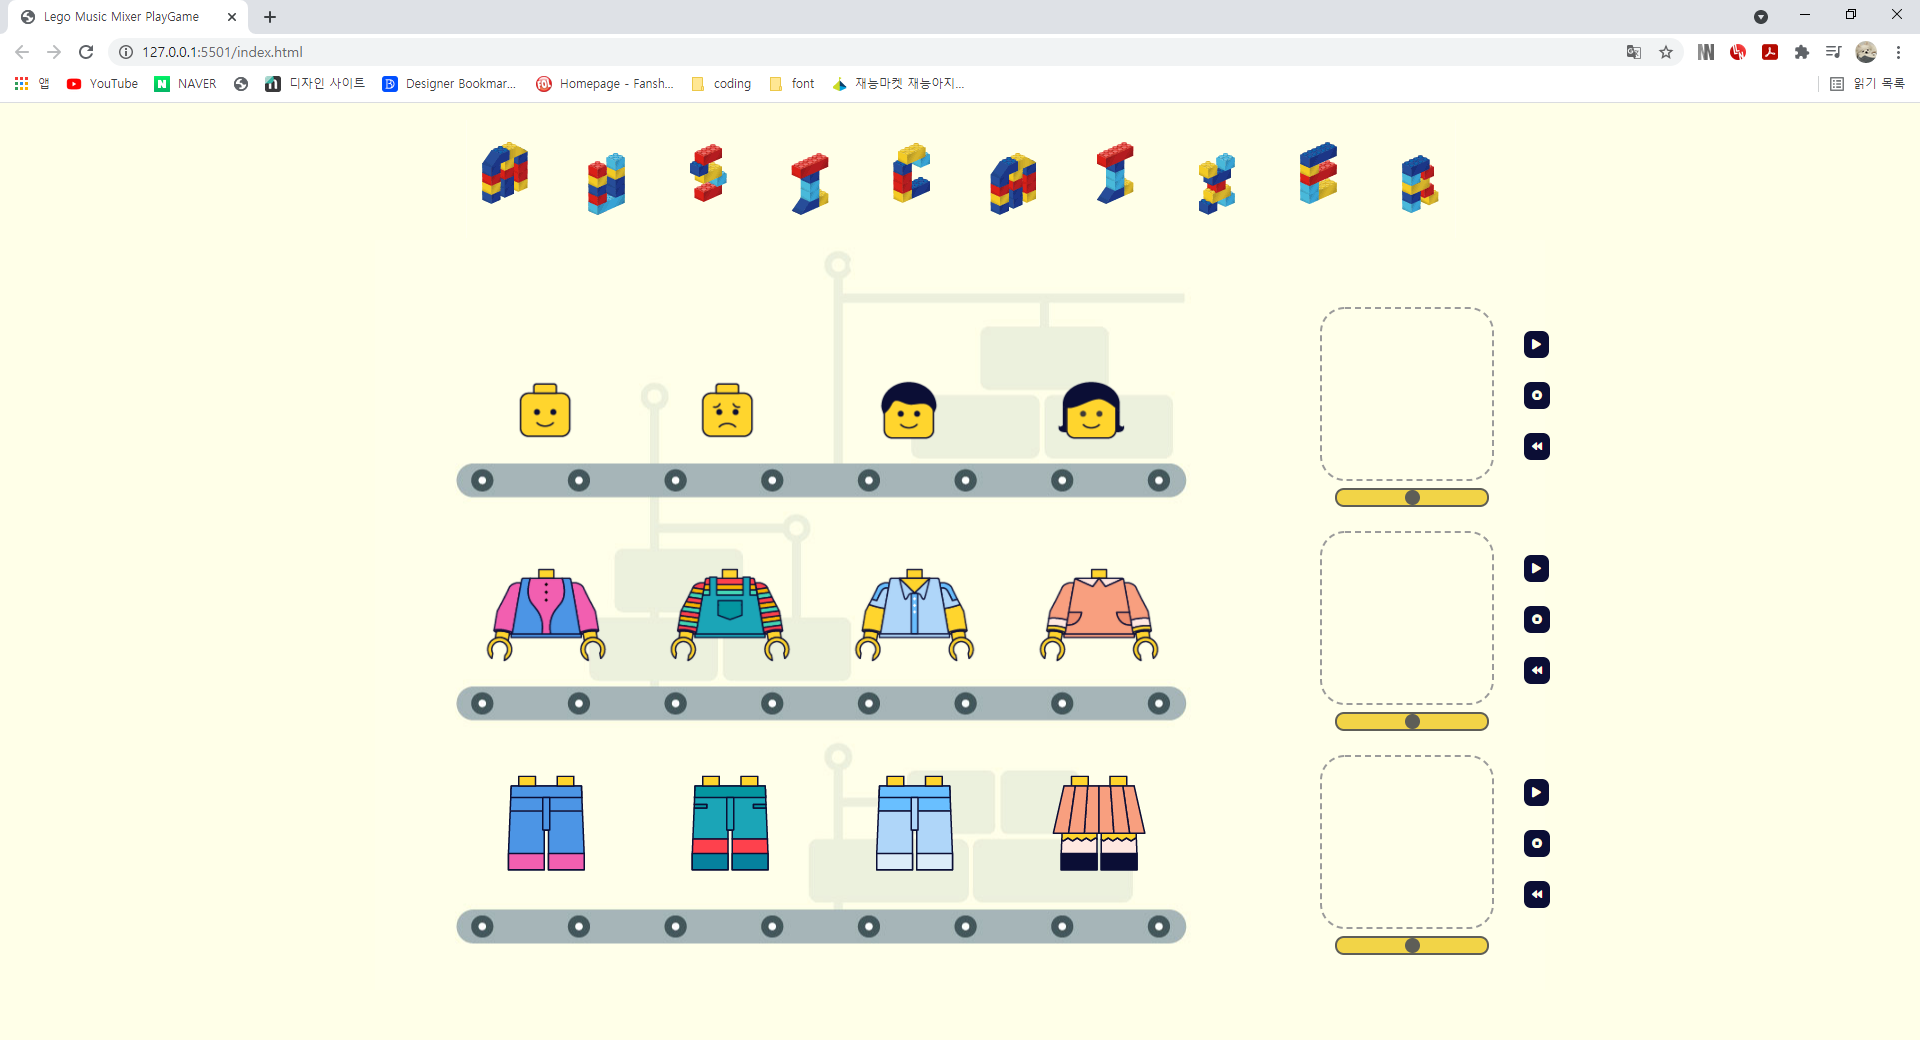 Lego Music Mixer PlayGame
127.0.0.1:5501/index.html
앱 YouTube NAVER 디자인 사이트 Designer Bookmar... Homepage - Fansh... coding font 재능마켓 재능아지... 읽기 목록
MUSIC MIXER